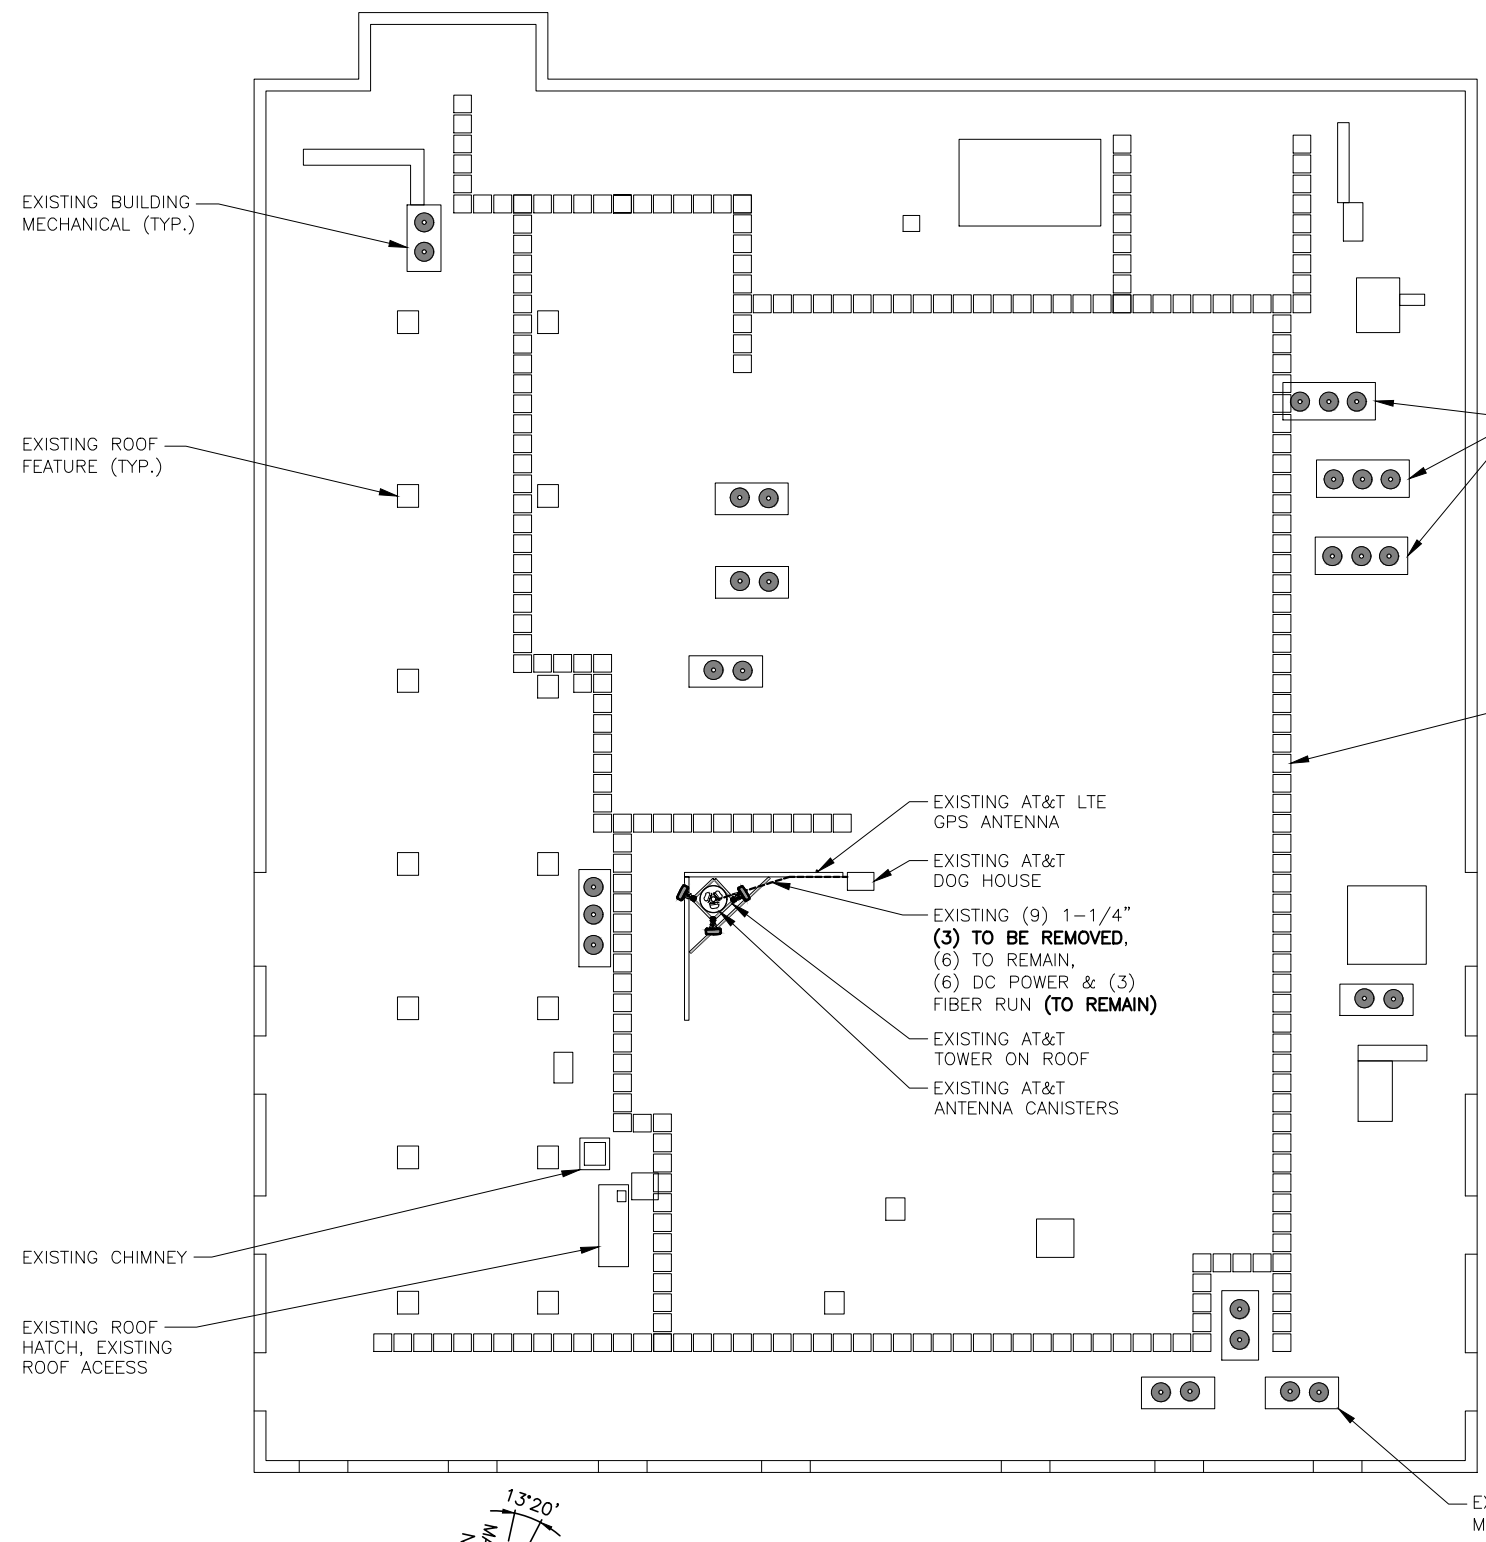 EXISTING BUILDING
MECHANICAL (TYP.)
EXISTING ROOF
FEATURE (TYP.)
EXISTING AT&T LTE
GPS ANTENNA
EXISTING AT&T
DOG HOUSE
EXISTING (9) 1-1/4"
(3) TO BE REMOVED,
(6) TO REMAIN,
(6) DC POWER & (3)
FIBER RUN (TO REMAIN)
EXISTING AT&T
TOWER ON ROOF
EXISTING AT&T
ANTENNA CANISTERS
EXISTING CHIMNEY
EXISTING ROOF
HATCH, EXISTING
ROOF ACEESS
13°20'